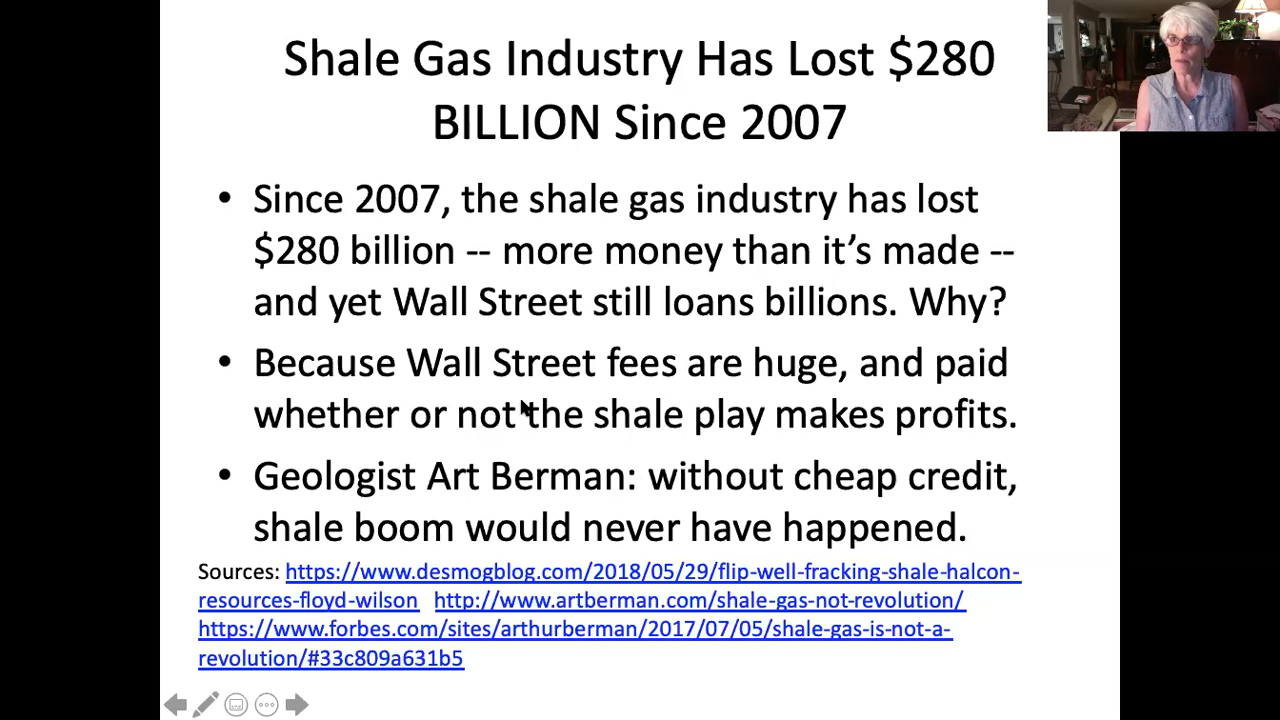 Shale Gas Industry Has Lost $280
BILLION Since 2007
• Since 2007, the shale gas industry has lost
$280 billion -- more money than it’s made --
and yet Wall Street still loans billions. Why?
• Because Wall Street fees are huge, and paid
whether or not the shale play makes profits.
• Geologist Art Berman: without cheap credit,
shale boom would never have happened.
Sources: https://www.desmogblog.com/2018/05/29/flip-well-fracking-shale-halcon-
resources-floyd-wilson http://www.artberman.com/shale-gas-not-revolution/
https://www.forbes.com/sites/arthurberman/2017/07/05/shale-gas-is-not-a-
revolution/#33c809a631b5